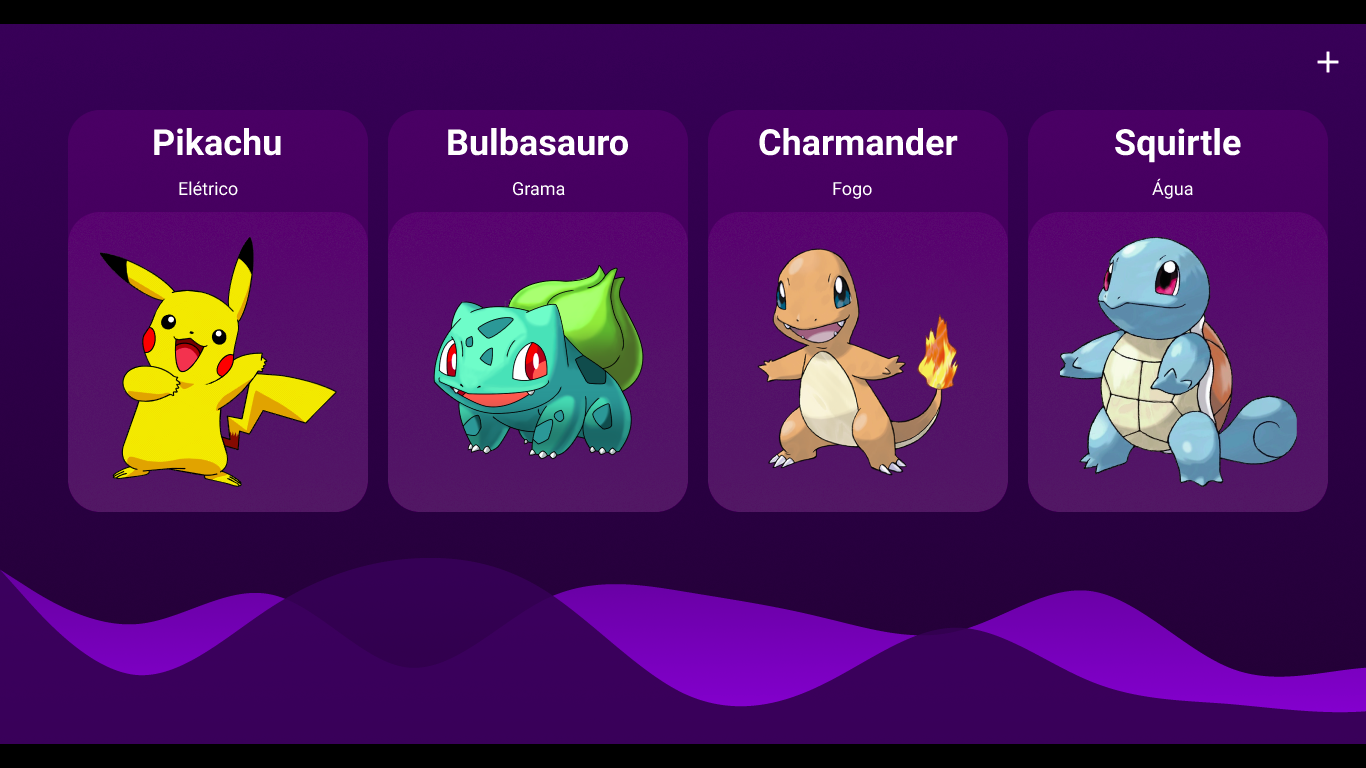 +
Pikachu
Elétrico
Bulbasauro
Grama
Charmander
Fogo
Squirtle
Água